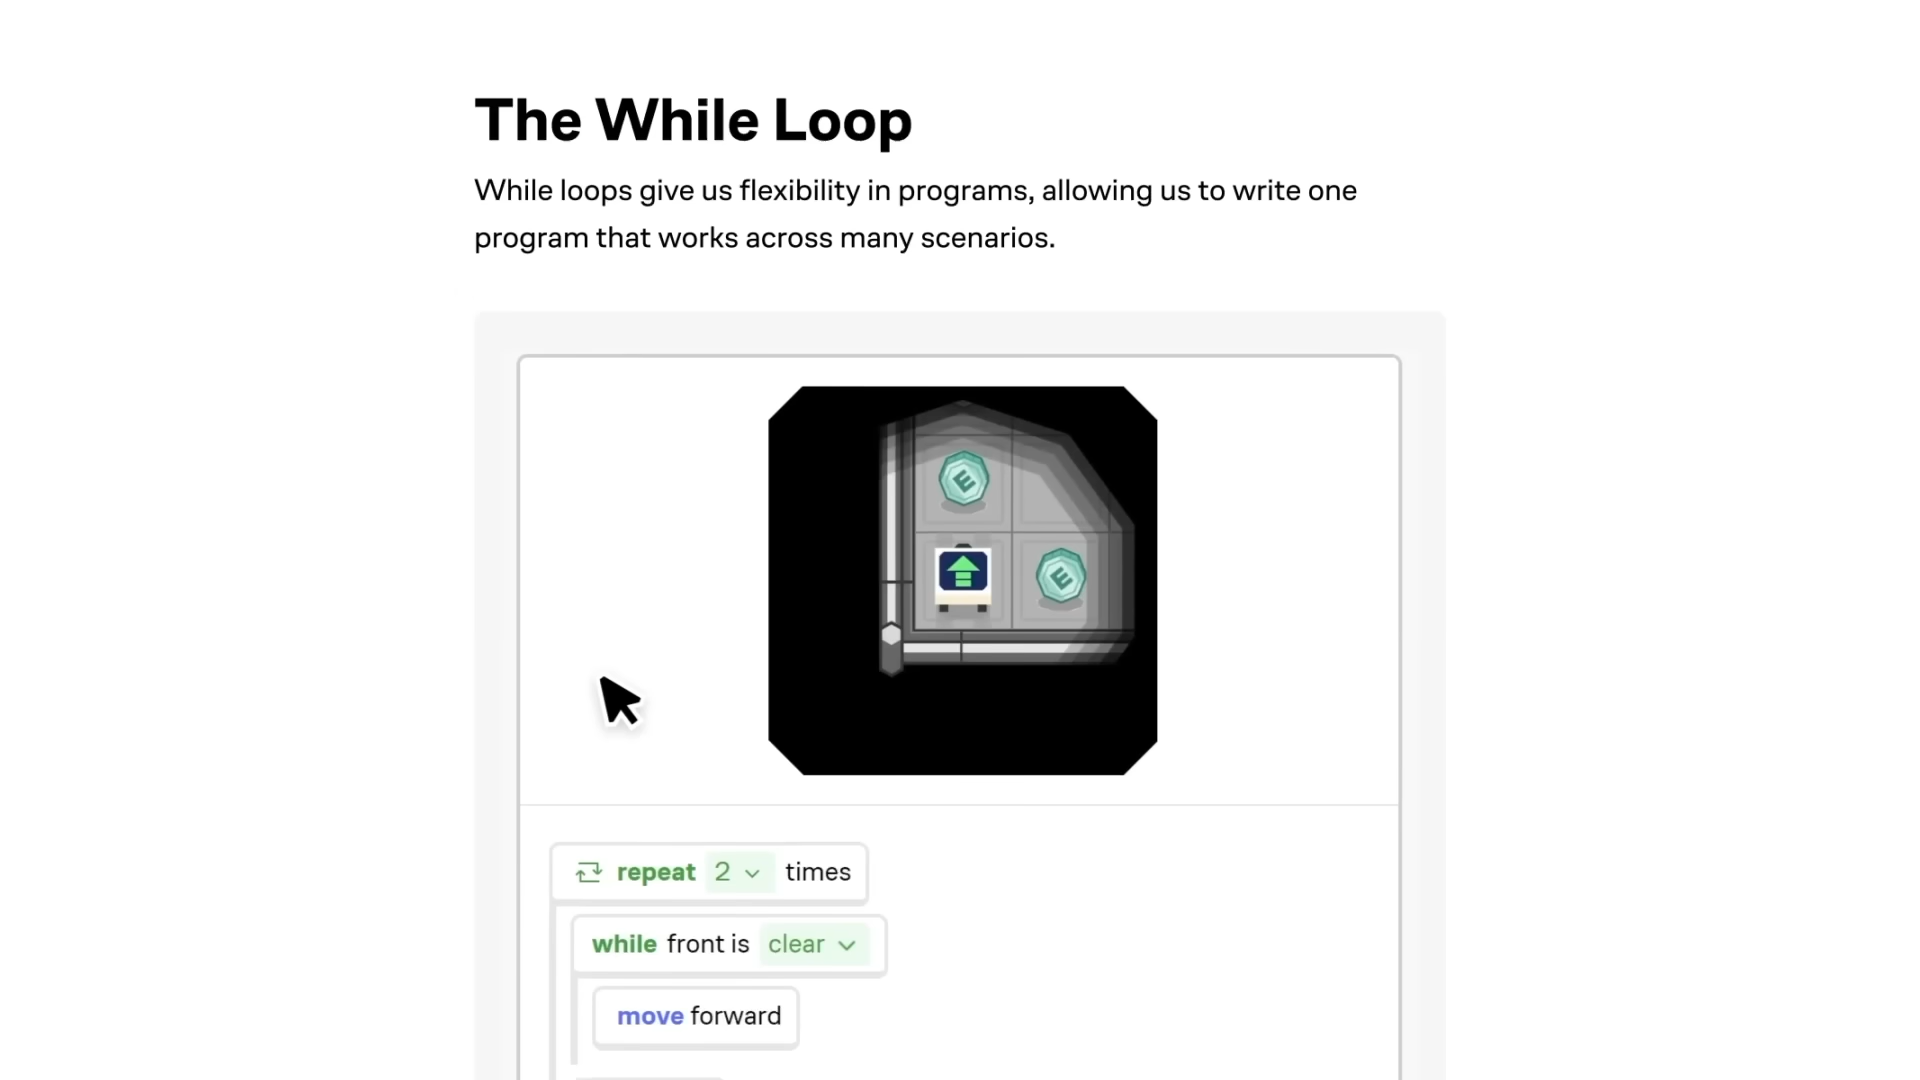 The While Loop
While loops give us flexibility in programs, allowing us to write one
program that works across many scenarios.
E
E
repeat 2 times
while front is clear
move forward